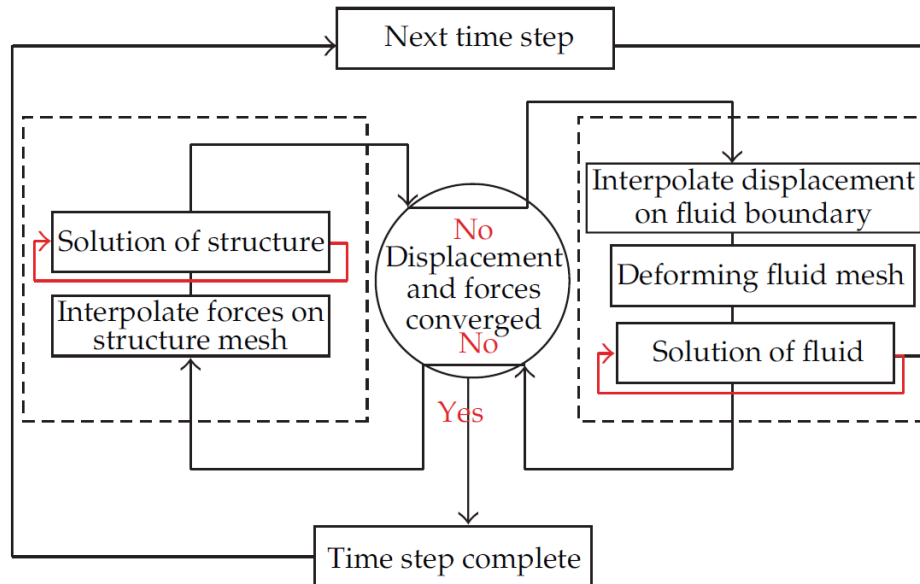 Next time step
Solution of structure
Interpolate forces on
structure mesh
No
Displacement
and forces
converged
No
Yes
Interpolate displacement
on fluid boundary
Deforming fluid mesh
Solution of fluid
Time step complete